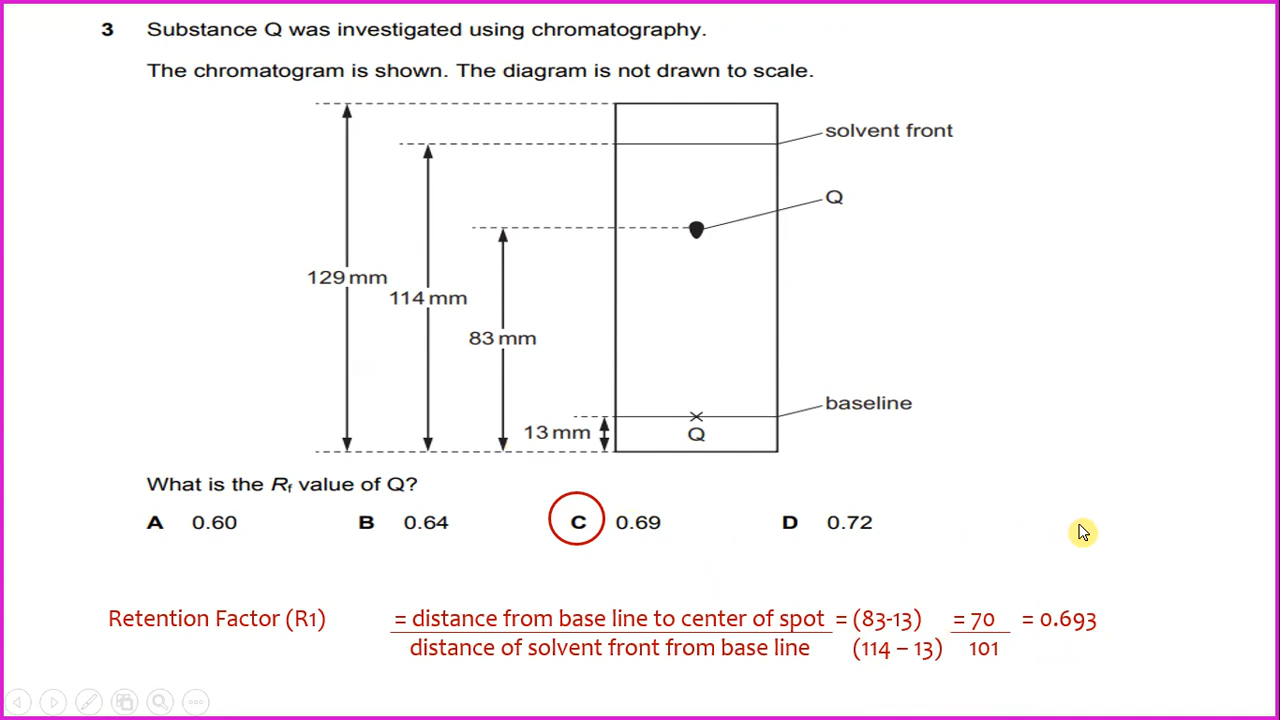 3 Substance Q was investigated using chromatography.
The chromatogram is shown. The diagram is not drawn to scale.
solvent front
Q
129 mm
114 mm
83 mm
baseline
13 mm
Q
What is the Rf value of Q?
A 0.60 B 0.64 C 0.69 D 0.72
Retention Factor (R1) = distance from base line to center of spot = (83-13) = 70 = 0.693
distance of solvent front from base line (114 – 13) 101